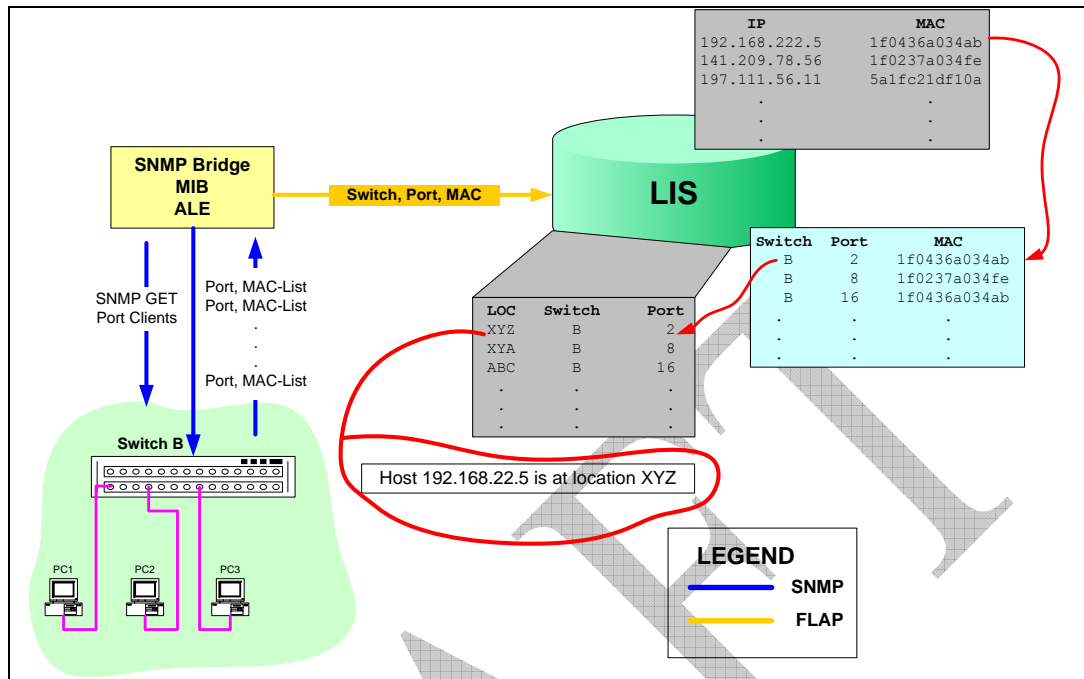 IP MAC
192.168.222.5 1f0436a034ab
141.209.78.56 1f0237a034fe
197.111.56.11 5a1fc21df10a
. .
. .
. .
SNMP Bridge
MIB
ALE
Switch, Port, MAC
LIS
SNMP GET
Port Clients
Port, MAC-List
Port, MAC-List
.
.
Port, MAC-List
Switch Port MAC
B 2 1f0436a034ab
B 8 1f0237a034fe
B 16 1f0436a034ab
. . .
. . .
. . .
LOC Switch Port
XYZ B 2
XYA B 8
ABC B 16
. . .
. . .
. . .
Switch B
PC1
PC2
PC3
Host 192.168.22.5 is at location XYZ
LEGEND
SNMP
FLAP